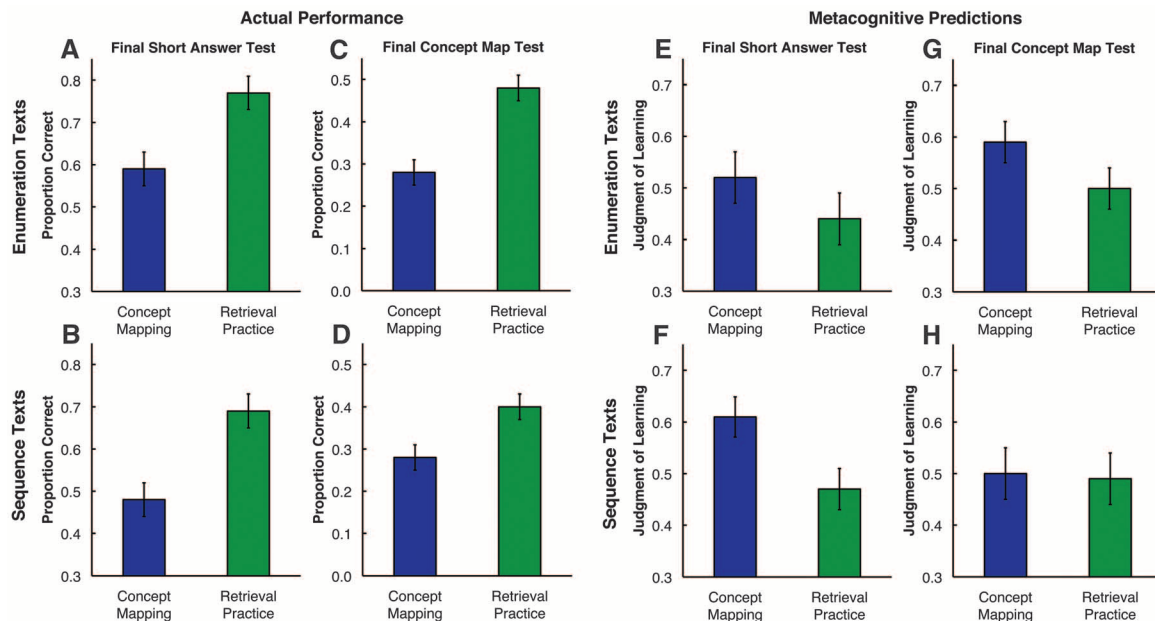 Actual Performance
Metacognitive Predictions
A
Final Short Answer Test
C
Final Concept Map Test
E
Final Short Answer Test
G
Final Concept Map Test
Enumeration Texts
Proportion Correct
0.8
0.7
0.6
0.5
0.4
0.3
Concept
Mapping
Retrieval
Practice
Proportion Correct
0.5
0.4
0.3
0.2
0.1
0.0
Concept
Mapping
Retrieval
Practice
Enumeration Texts
Judgment of Learning
0.7
0.6
0.5
0.4
0.3
Concept
Mapping
Retrieval
Practice
Judgment of Learning
0.7
0.6
0.5
0.4
0.3
Concept
Mapping
Retrieval
Practice
B
D
F
H
Sequence Texts
Proportion Correct
0.8
0.7
0.6
0.5
0.4
0.3
Concept
Mapping
Retrieval
Practice
Proportion Correct
0.5
0.4
0.3
0.2
0.1
0.0
Concept
Mapping
Retrieval
Practice
Sequence Texts
Judgment of Learning
0.7
0.6
0.5
0.4
0.3
Concept
Mapping
Retrieval
Practice
Judgment of Learning
0.7
0.6
0.5
0.4
0.3
Concept
Mapping
Retrieval
Practice